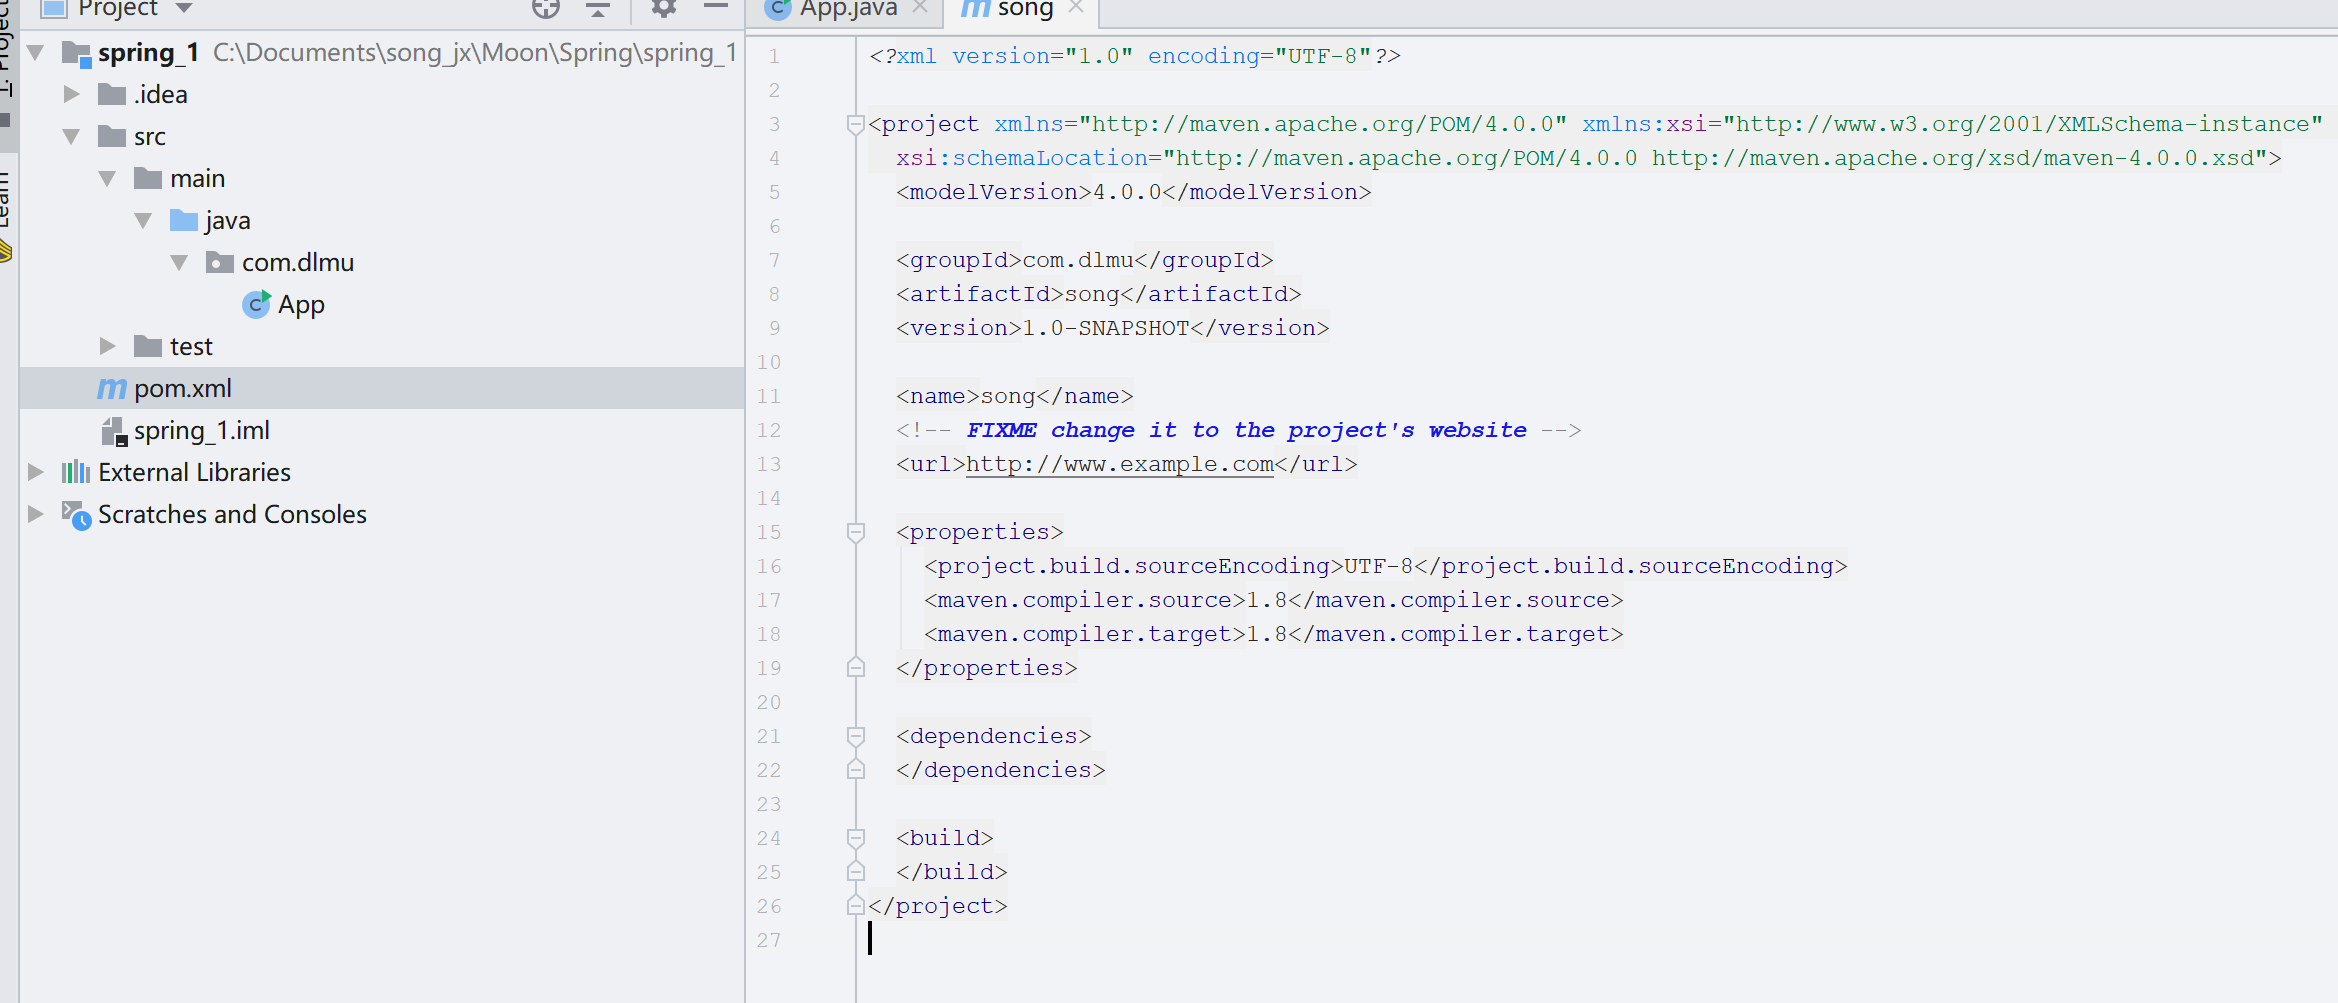 Project
App.java
song
1: Project
Learn
spring_1 C:\Documents\song_jx\Moon\Spring\spring_1
.idea
src
main
java
com.dlmu
App
test
pom.xml
spring_1.iml
External Libraries
Scratches and Consoles
1 <?xml version="1.0" encoding="UTF-8"?>
2
3 <project xmlns="http://maven.apache.org/POM/4.0.0" xmlns:xsi="http://www.w3.org/2001/XMLSchema-instance"
4 xsi:schemaLocation="http://maven.apache.org/POM/4.0.0 http://maven.apache.org/xsd/maven-4.0.0.xsd">
5 <modelVersion>4.0.0</modelVersion>
6
7 <groupId>com.dlmu</groupId>
8 <artifactId>song</artifactId>
9 <version>1.0-SNAPSHOT</version>
10
11 <name>song</name>
12 <!-- FIXME change it to the project's website -->
13 <url>http://www.example.com</url>
14
15 <properties>
16 <project.build.sourceEncoding>UTF-8</project.build.sourceEncoding>
17 <maven.compiler.source>1.8</maven.compiler.source>
18 <maven.compiler.target>1.8</maven.compiler.target>
19 </properties>
20
21 <dependencies>
22 </dependencies>
23
24 <build>
25 </build>
26 </project>
27